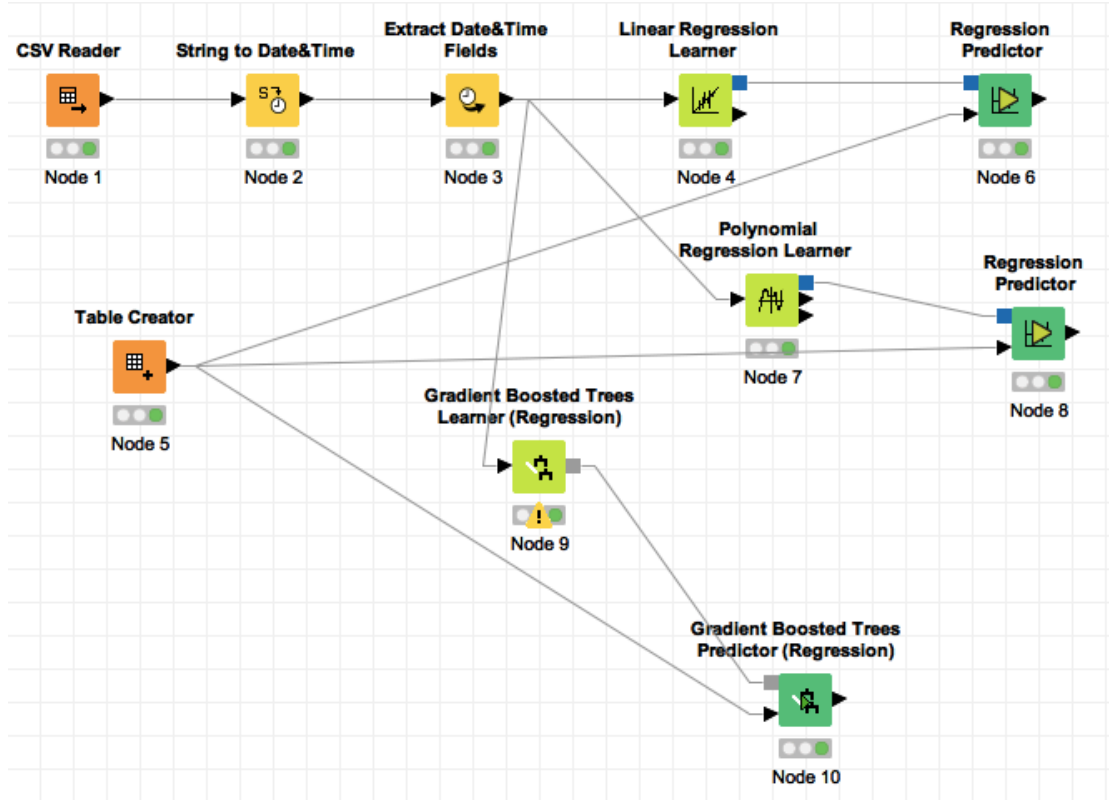 CSV Reader
Node 1
String to Date&Time
S
Node 2
Extract Date&Time
Fields
Node 3
Linear Regression
Learner
Node 4
Regression
Predictor
Node 6
Polynomial
Regression Learner
Node 7
Regression
Predictor
Node 8
Table Creator
Node 5
Gradient Boosted Trees
Learner (Regression)
!
Node 9
Gradient Boosted Trees
Predictor (Regression)
Node 10